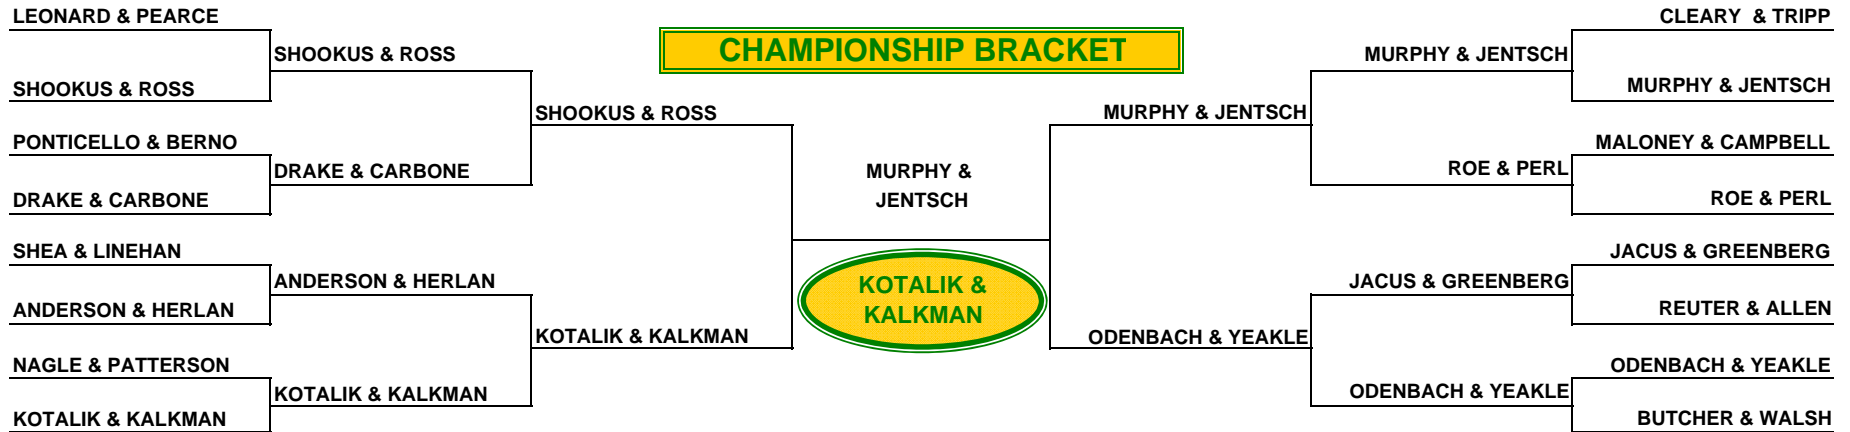 LEONARD & PEARCE
SHOOKUS & ROSS
PONTICELLO & BERNO
DRAKE & CARBONE
SHEA & LINEHAN
ANDERSON & HERLAN
NAGLE & PATTERSON
KOTALIK & KALKMAN
SHOOKUS & ROSS
DRAKE & CARBONE
ANDERSON & HERLAN
KOTALIK & KALKMAN
SHOOKUS & ROSS
KOTALIK & KALKMAN
CHAMPIONSHIP BRACKET
MURPHY &
JENTSCH
KOTALIK &
KALKMAN
MURPHY & JENTSCH
ODENBACH & YEAKLE
MURPHY & JENTSCH
ROE & PERL
JACUS & GREENBERG
ODENBACH & YEAKLE
CLEARY  & TRIPP
MURPHY & JENTSCH
MALONEY & CAMPBELL
ROE & PERL
JACUS & GREENBERG
REUTER & ALLEN
ODENBACH & YEAKLE
BUTCHER & WALSH